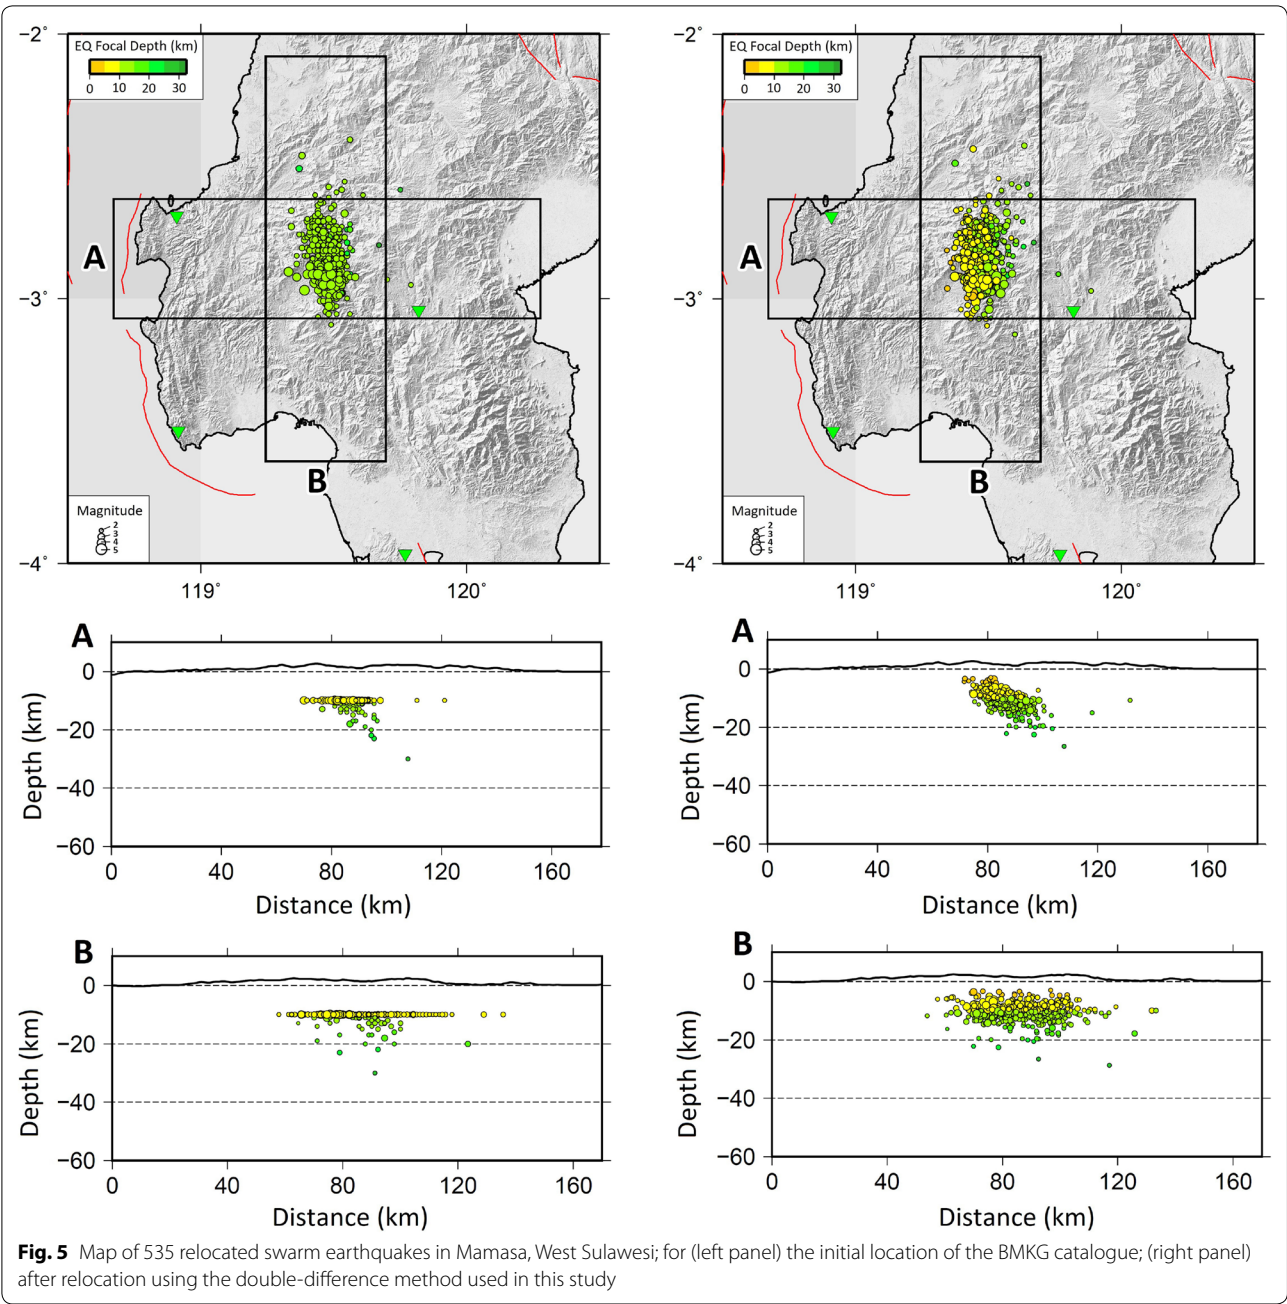 −2°
EQ Focal Depth (km)
0 10 20 30
A
−3°
B
Magnitude
2
3
4
5
−4°
119° 120°
−2°
EQ Focal Depth (km)
0 10 20 30
A
−3°
B
Magnitude
2
3
4
5
−4°
119° 120°
A
0
−20
−40
−60
Depth (km)
0 40 80 120 160
Distance (km)
A
0
−20
−40
−60
Depth (km)
0 40 80 120 160
Distance (km)
B
0
−20
−40
−60
Depth (km)
0 40 80 120 160
Distance (km)
B
0
−20
−40
−60
Depth (km)
0 40 80 120 160
Distance (km)
Fig. 5 Map of 535 relocated swarm earthquakes in Mamasa, West Sulawesi; for (left panel) the initial location of the BMKG catalogue; (right panel)
after relocation using the double-difference method used in this study